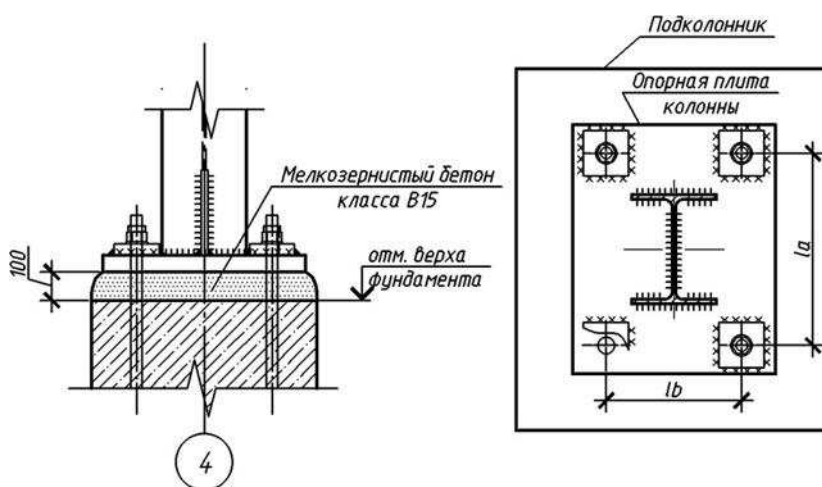 Подколонник
Опорная плита
колонны
Мелкозернистый бетон
класса В15
отм. верха
фундамента
100
la
lb
4